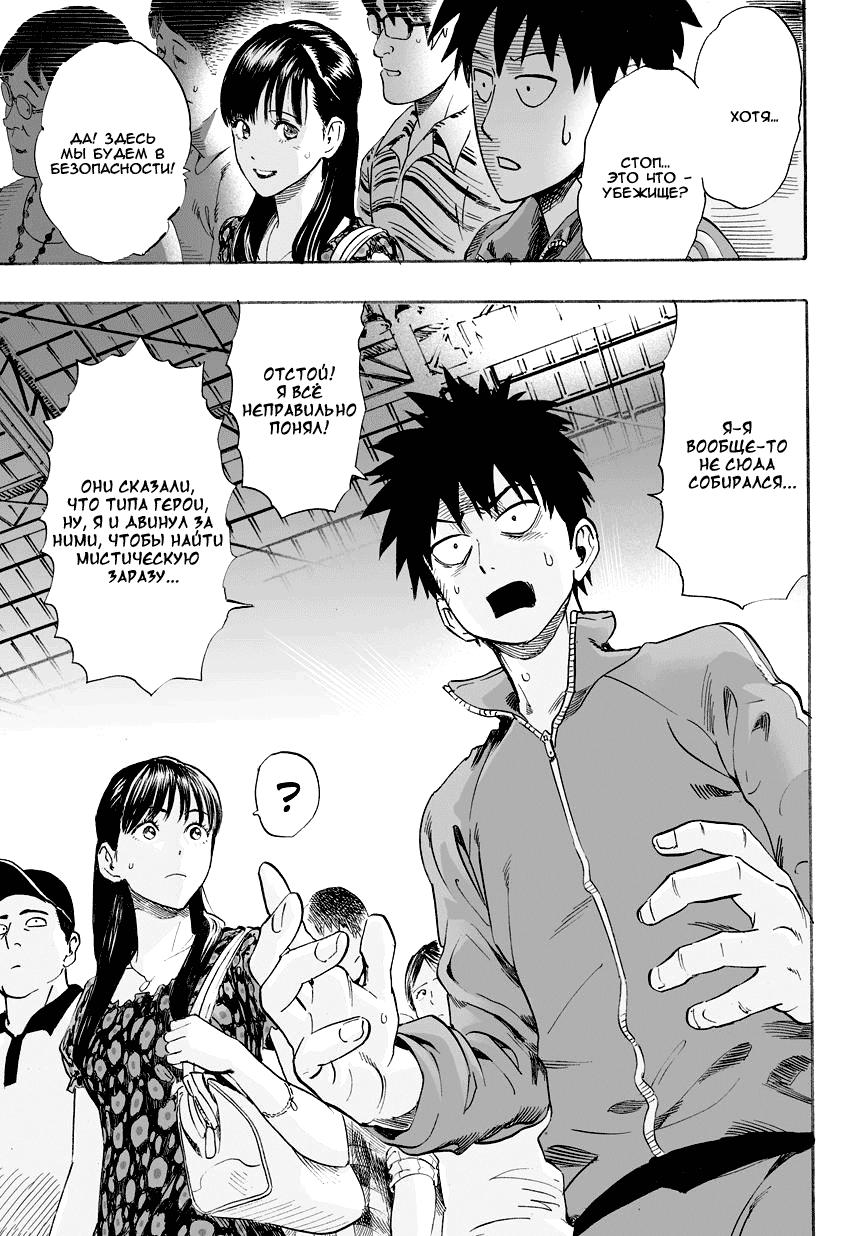 ХОТЯ...
СТОП...
ЭТО ЧТО -
УБЕЖИЩЕ?
ДА! ЗДЕСЬ
МЫ БУДЕМ В
БЕЗОПАСНОСТИ!
Я-Я
ВООБЩЕ-ТО
НЕ СЮДА
СОБИРАЛСЯ...
ОТСТОЙ!
Я ВСЁ
НЕПРАВИЛЬНО
ПОНЯЛ!
ОНИ СКАЗАЛИ,
ЧТО ТИПА ГЕРОИ,
НУ, Я И ДВИНУЛ ЗА
НИМИ, ЧТОБЫ НАЙТИ
МИСТИЧЕСКУЮ
ЗАРАЗУ...
?